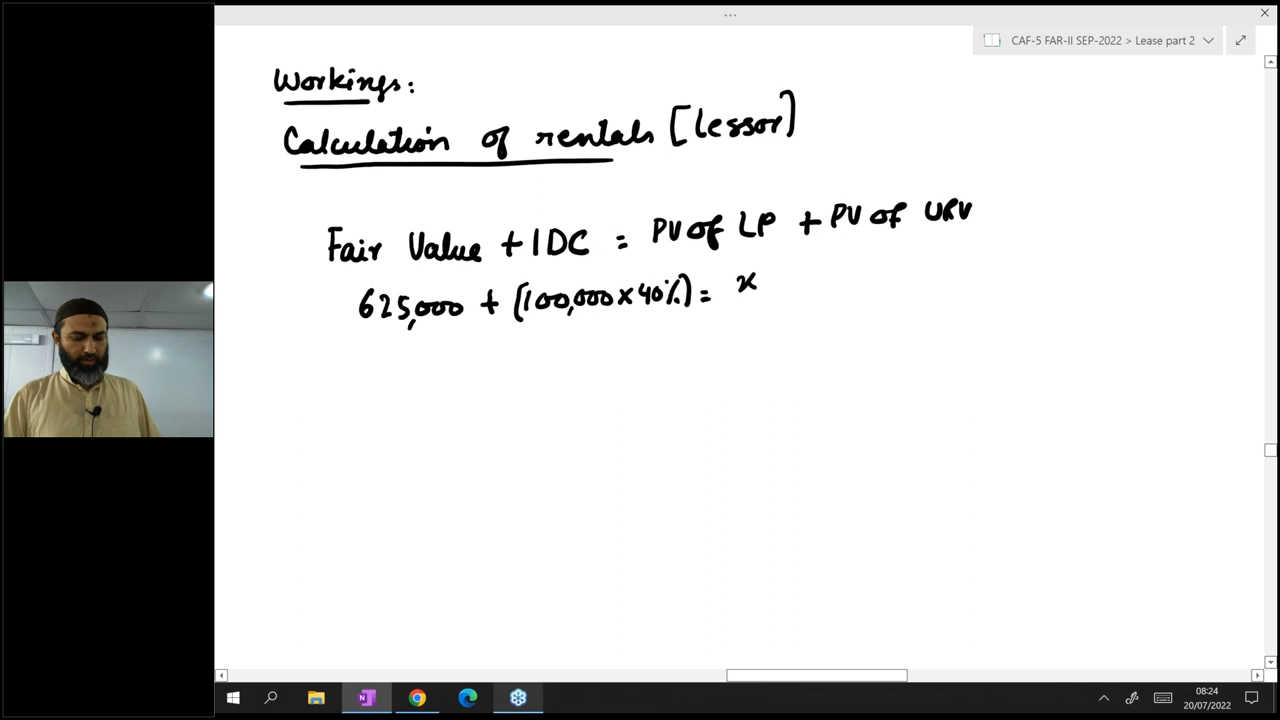 CAF-5 FAR-II SEP-2022 > Lease part 2
Workings:
Calculation of rentals [Lessor]
Fair Value + IDC = PV of LP + PV of URV
625,000 + (100,000 x 40%) = x
08:24
20/07/2022